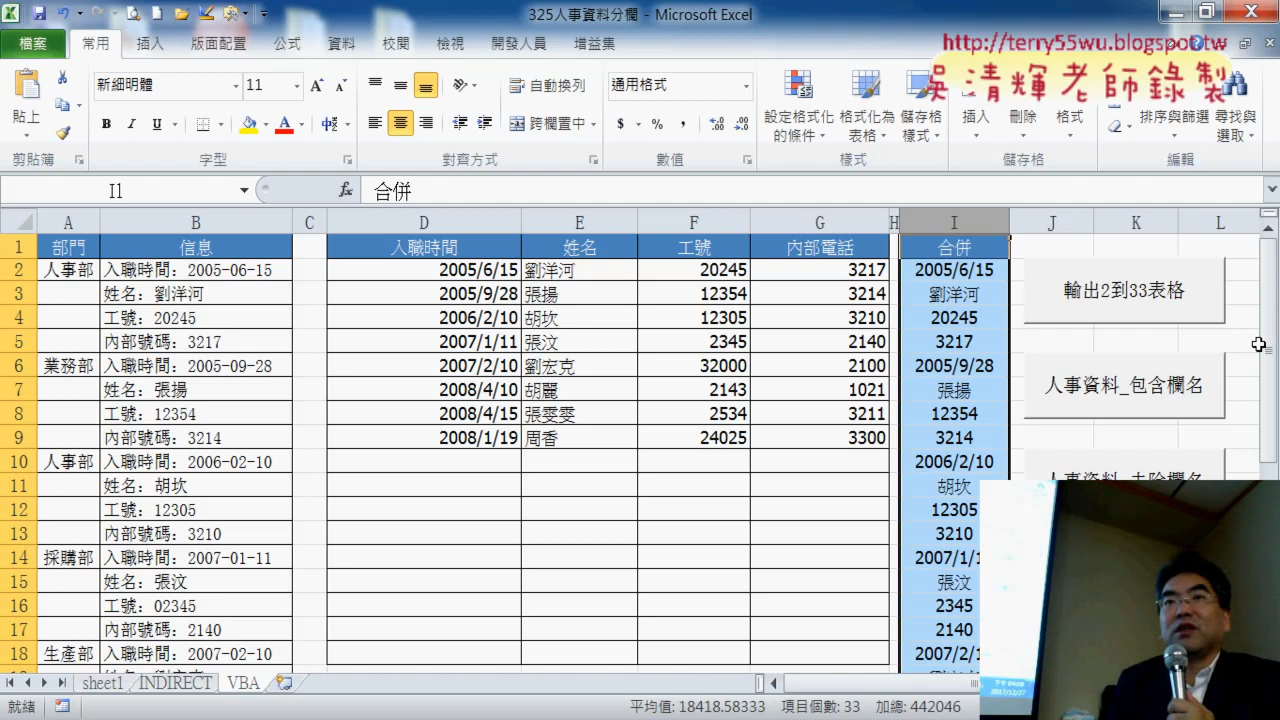 325人事資料分欄 - Microsoft Excel
檔案 常用 插入 版面配置 公式 資料 校閱 檢視 開發人員 增益集
http://terry55wu.blogspot.tw
吳清輝老師錄製
貼上 新細明體 11 自動換列 通用格式 設定格式化的條件 格式化為表格 儲存格樣式 插入 刪除 格式 排序與篩選 尋找與選取
B I U 跨欄置中 $ % ,
剪貼簿 字型 對齊方式 數值 樣式 儲存格 編輯
I1 fx 合併
A B C D E F G H I J K L
1 部門 信息 入職時間 姓名 工號 內部電話 合併
2 人事部 入職時間: 2005-06-15 2005/6/15 劉洋河 20245 3217 2005/6/15
3 姓名: 劉洋河 2005/9/28 張揚 12354 3214 劉洋河
4 工號: 20245 2006/2/10 胡坎 12305 3210 20245
5 內部號碼: 3217 2007/1/11 張汶 2345 2140 3217
6 業務部 入職時間: 2005-09-28 2007/2/10 劉宏克 32000 2100 2005/9/28
7 姓名: 張揚 2008/4/10 胡麗 2143 1021 張揚
8 工號: 12354 2008/4/15 張雯雯 2534 3211 12354
9 內部號碼: 3214 2008/1/19 周香 24025 3300 3214
10 人事部 入職時間: 2006-02-10 2006/2/10
11 姓名: 胡坎 胡坎
12 工號: 12305 12305
13 內部號碼: 3210 3210
14 採購部 入職時間: 2007-01-11 2007/1/1
15 姓名: 張汶 張汶
16 工號: 02345 2345
17 內部號碼: 2140 2140
18 生產部 入職時間: 2007-02-10 2007/2/1
輸出2到33表格
人事資料_包含欄名
人事資料_去除欄名
sheet1 INDIRECT VBA
就緒 平均值: 18418.58333 項目個數: 33 加總: 442046
2017/12/27